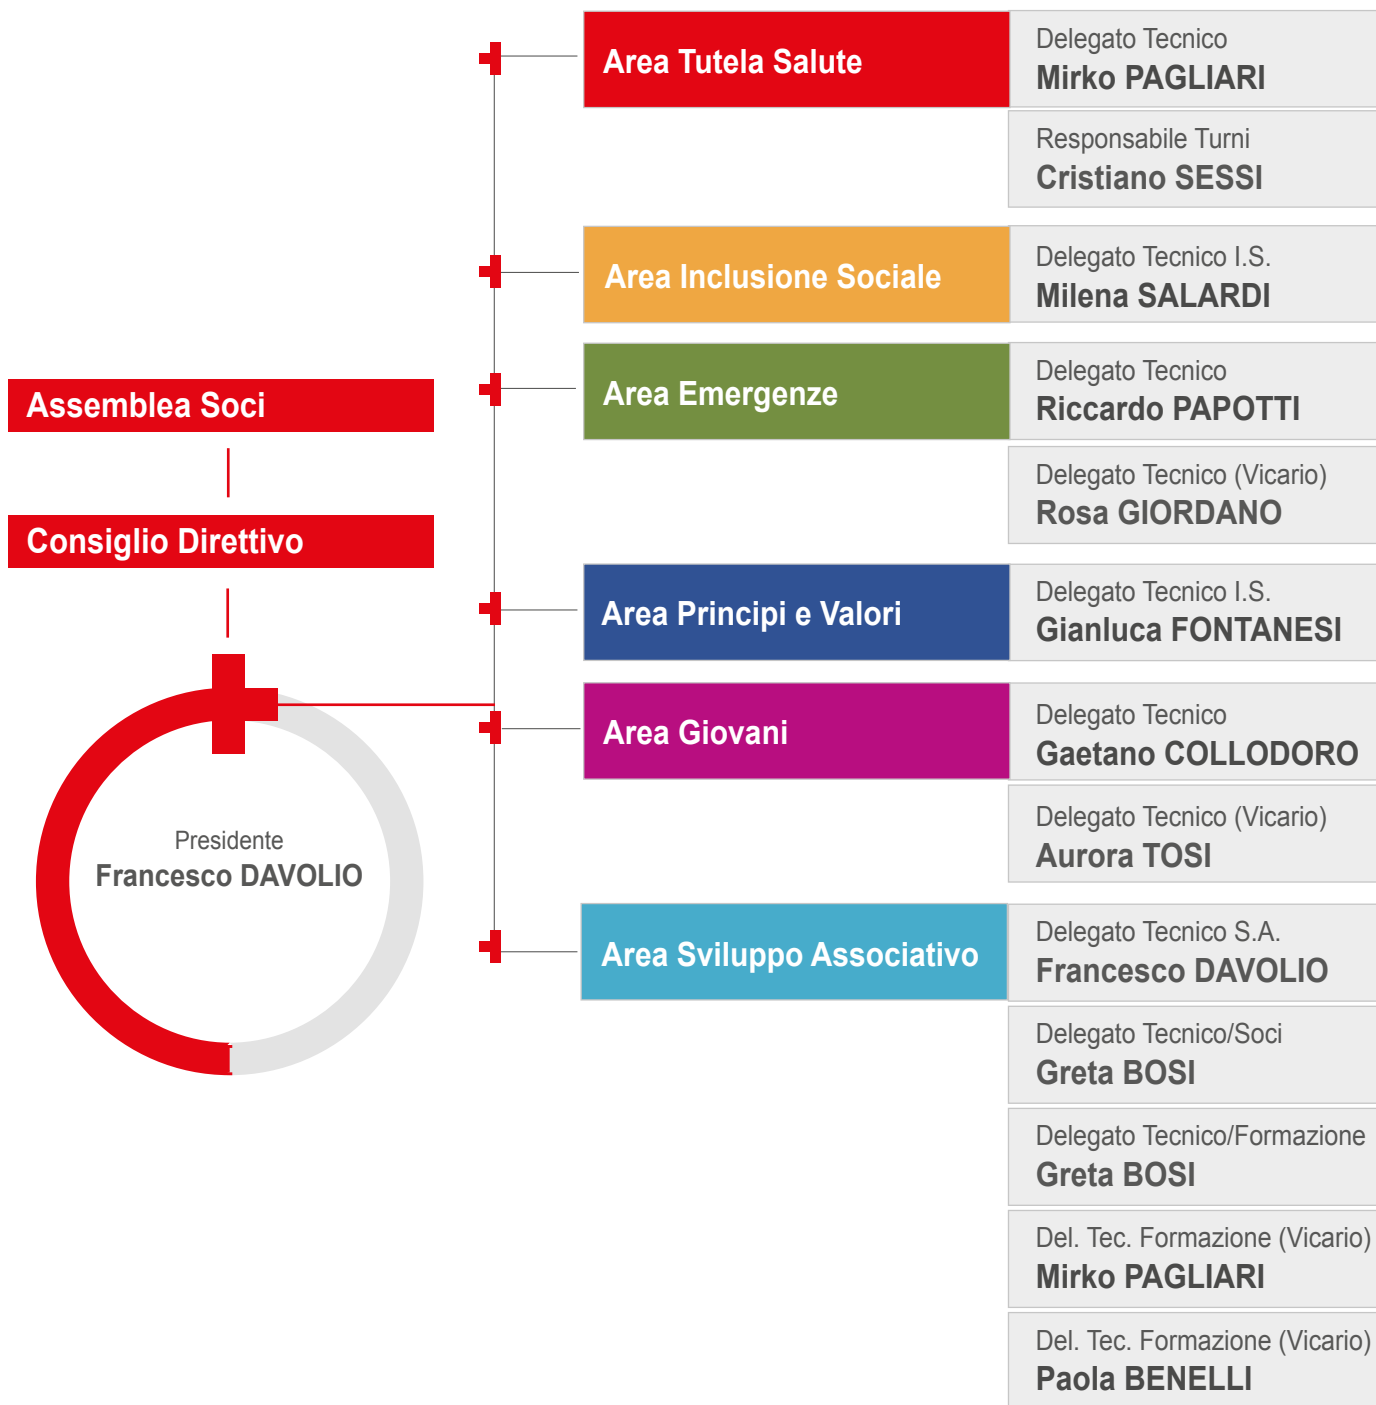 Assemblea Soci
Consiglio Direttivo
Presidente
Francesco DAVOLIO
Area Tutela Salute
Delegato Tecnico
Mirko PAGLIARI
Responsabile Turni
Cristiano SESSI
Area Inclusione Sociale
Delegato Tecnico I.S.
Milena SALARDI
Area Emergenze
Delegato Tecnico
Riccardo PAPOTTI
Delegato Tecnico (Vicario)
Rosa GIORDANO
Area Principi e Valori
Delegato Tecnico I.S.
Gianluca FONTANESI
Area Giovani
Delegato Tecnico
Gaetano COLLODORO
Delegato Tecnico (Vicario)
Aurora TOSI
Area Sviluppo Associativo
Delegato Tecnico S.A.
Francesco DAVOLIO
Delegato Tecnico/Soci
Greta BOSI
Delegato Tecnico/Formazione
Greta BOSI
Del. Tec. Formazione (Vicario)
Mirko PAGLIARI
Del. Tec. Formazione (Vicario)
Paola BENELLI